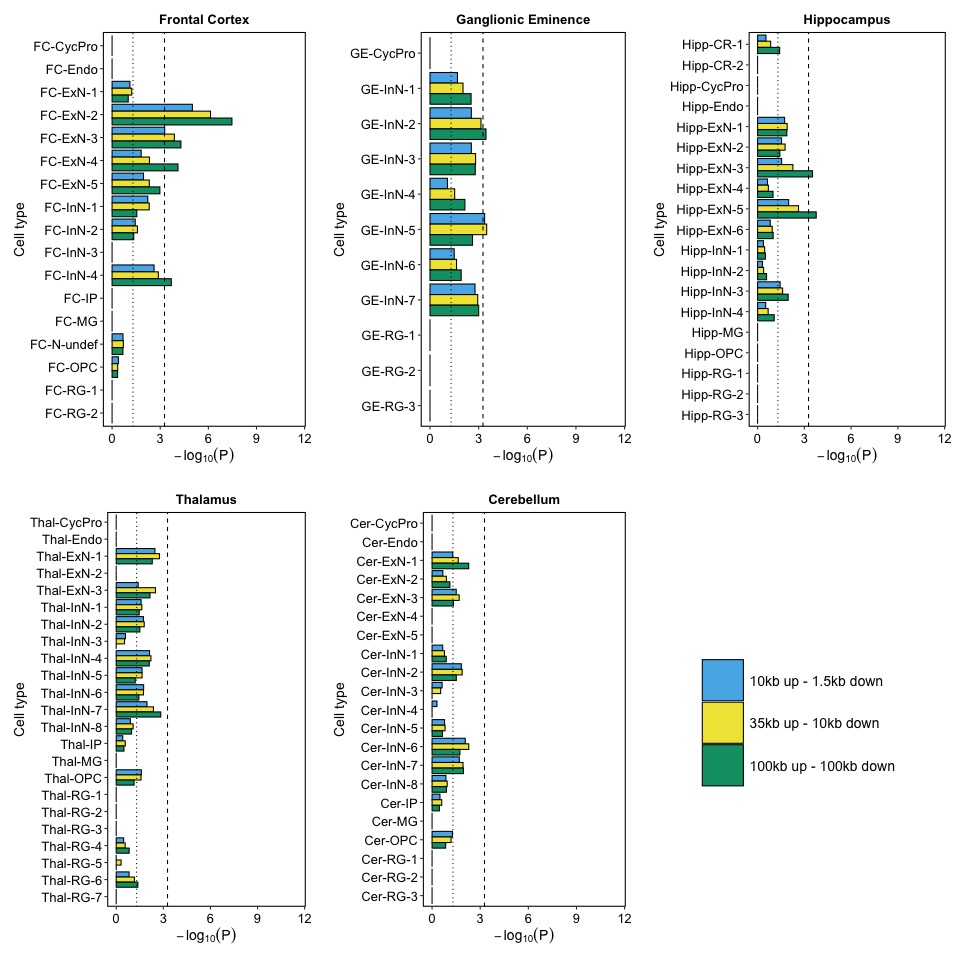 Frontal Cortex
FC-CycPro
FC-Endo
FC-ExN-1
FC-ExN-2
FC-ExN-3
FC-ExN-4
FC-ExN-5
FC-InN-1
FC-InN-2
FC-InN-3
FC-InN-4
FC-IP
FC-MG
FC-N-undef
FC-OPC
FC-RG-1
FC-RG-2
Cell type
0 3 6 9 12
−log10(P)
Ganglionic Eminence
GE-CycPro
GE-InN-1
GE-InN-2
GE-InN-3
GE-InN-4
GE-InN-5
GE-InN-6
GE-InN-7
GE-RG-1
GE-RG-2
GE-RG-3
Cell type
0 3 6 9 12
−log10(P)
Hippocampus
Hipp-CR-1
Hipp-CR-2
Hipp-CycPro
Hipp-Endo
Hipp-ExN-1
Hipp-ExN-2
Hipp-ExN-3
Hipp-ExN-4
Hipp-ExN-5
Hipp-ExN-6
Hipp-InN-1
Hipp-InN-2
Hipp-InN-3
Hipp-InN-4
Hipp-MG
Hipp-OPC
Hipp-RG-1
Hipp-RG-2
Hipp-RG-3
Cell type
0 3 6 9 12
−log10(P)
Thalamus
Thal-CycPro
Thal-Endo
Thal-ExN-1
Thal-ExN-2
Thal-ExN-3
Thal-InN-1
Thal-InN-2
Thal-InN-3
Thal-InN-4
Thal-InN-5
Thal-InN-6
Thal-InN-7
Thal-InN-8
Thal-IP
Thal-MG
Thal-OPC
Thal-RG-1
Thal-RG-2
Thal-RG-3
Thal-RG-4
Thal-RG-5
Thal-RG-6
Thal-RG-7
Cell type
0 3 6 9 12
−log10(P)
Cerebellum
Cer-CycPro
Cer-Endo
Cer-ExN-1
Cer-ExN-2
Cer-ExN-3
Cer-ExN-4
Cer-ExN-5
Cer-InN-1
Cer-InN-2
Cer-InN-3
Cer-InN-4
Cer-InN-5
Cer-InN-6
Cer-InN-7
Cer-InN-8
Cer-IP
Cer-MG
Cer-OPC
Cer-RG-1
Cer-RG-2
Cer-RG-3
Cell type
0 3 6 9 12
−log10(P)
10kb up - 1.5kb down
35kb up - 10kb down
100kb up - 100kb down